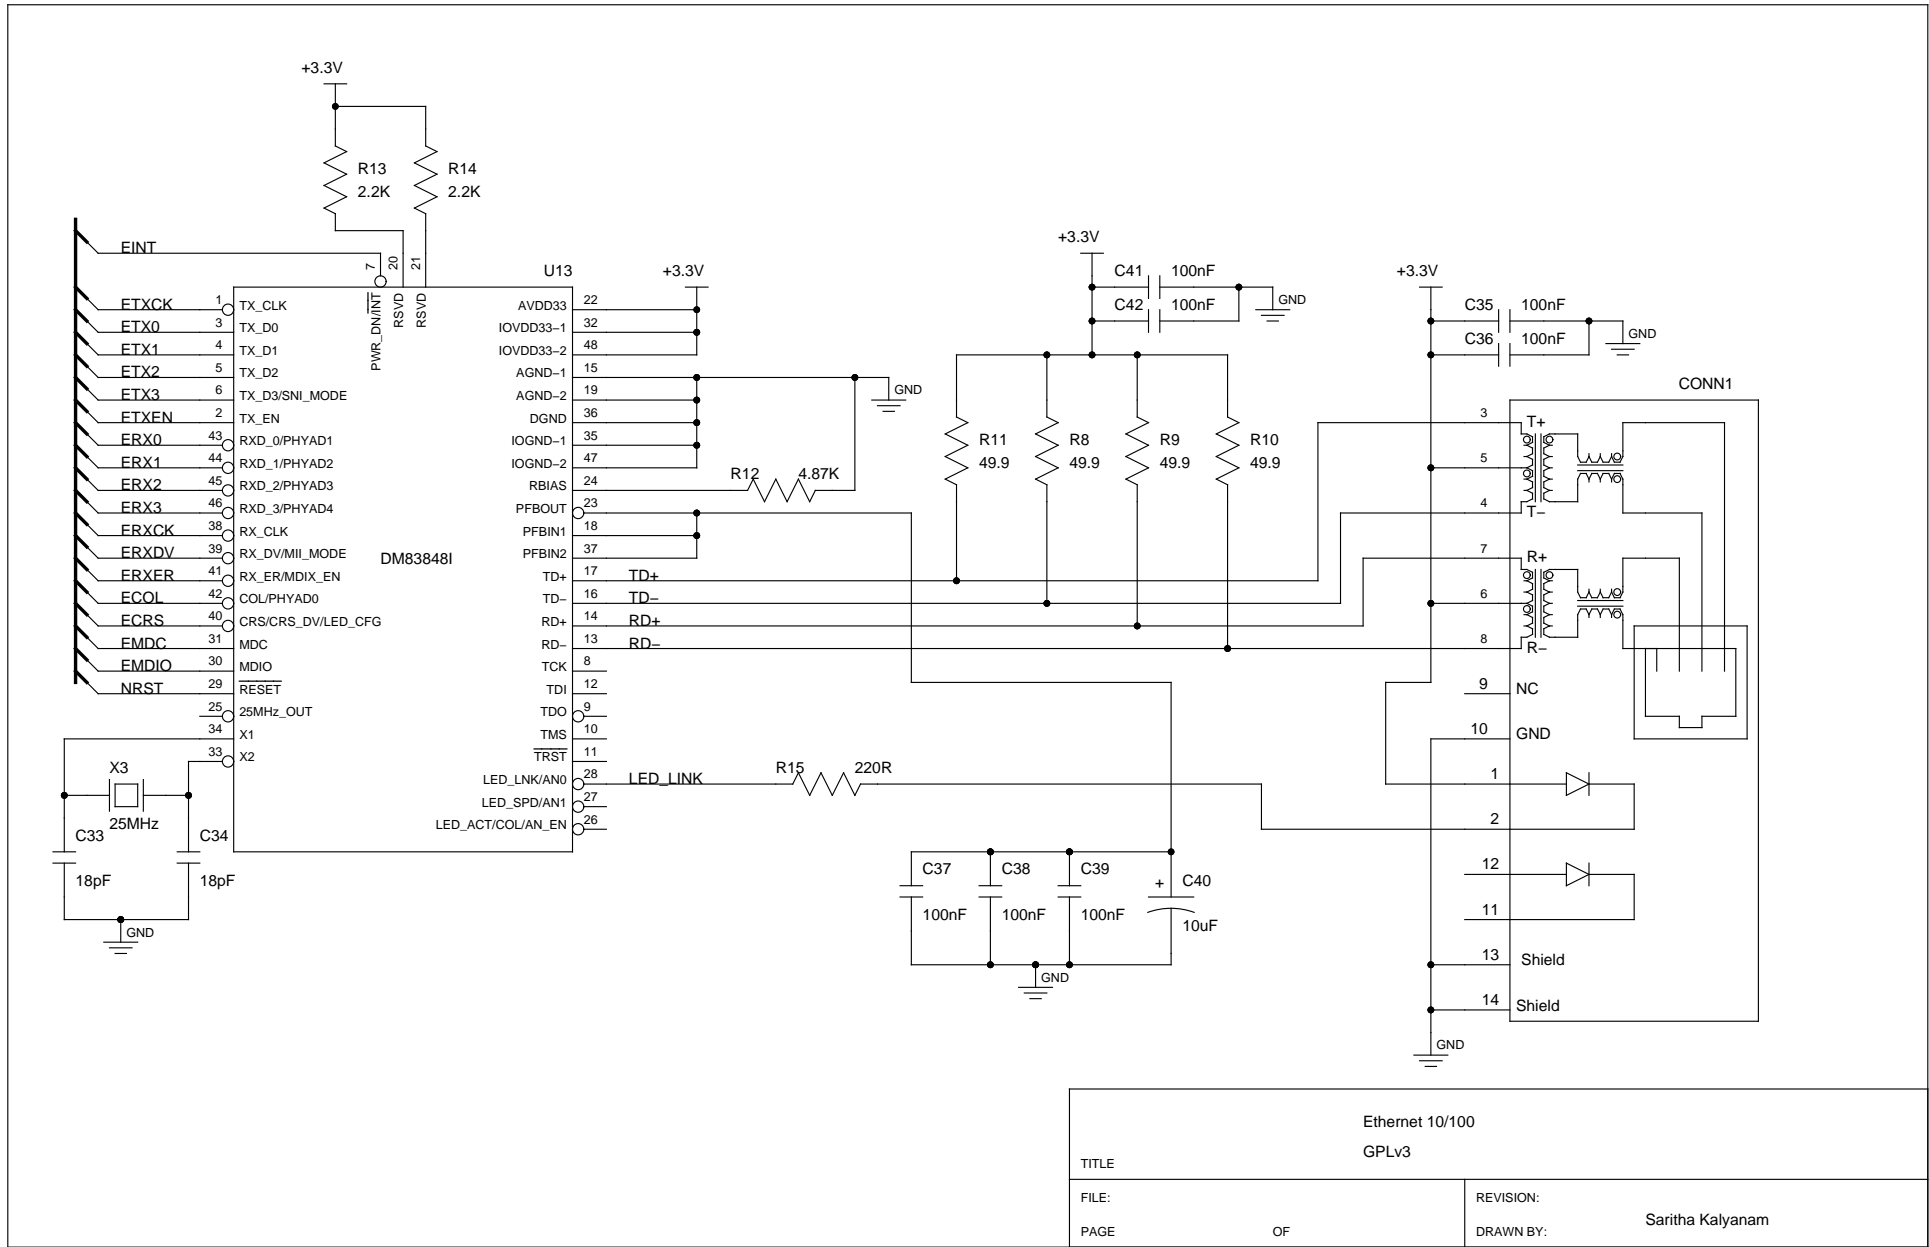 +3.3V
R13
2.2K
R14
2.2K
EINT
ETXCK
ETX0
ETX1
ETX2
ETX3
ETXEN
ERX0
ERX1
ERX2
ERX3
ERXCK
ERXDV
ERXER
ECOL
ECRS
EMDC
EMDIO
NRST
7
20
21
PWR_DN/INT
RSVD
RSVD
U13
DM83848I
1 TX_CLK
3 TX_D0
4 TX_D1
5 TX_D2
6 TX_D3/SNI_MODE
2 TX_EN
43 RXD_0/PHYAD1
44 RXD_1/PHYAD2
45 RXD_2/PHYAD3
46 RXD_3/PHYAD4
38 RX_CLK
39 RX_DV/MII_MODE
41 RX_ER/MDIX_EN
42 COL/PHYAD0
40 CRS/CRS_DV/LED_CFG
31 MDC
30 MDIO
29 RESET
25 25MHz_OUT
34 X1
33 X2
AVDD33 22
IOVDD33−1 32
IOVDD33−2 48
AGND−1 15
AGND−2 19
DGND 36
IOGND−1 35
IOGND−2 47
RBIAS 24
PFBOUT 23
PFBIN1 18
PFBIN2 37
TD+ 17 TD+
TD− 16 TD−
RD+ 14 RD+
RD− 13 RD−
TCK 8
TDI 12
TDO 9
TMS 10
TRST 11
LED_LNK/AN0 28 LED_LINK
LED_SPD/AN1 27
LED_ACT/COL/AN_EN 26
X3
25MHz
C33
18pF
C34
18pF
GND
+3.3V
GND
R12 4.87K
R15 220R
+3.3V
C41 100nF
C42 100nF
GND
R11
49.9
R8
49.9
R9
49.9
R10
49.9
C37
100nF
C38
100nF
C39
100nF
+
C40
10uF
GND
+3.3V
C35 100nF
C36 100nF
GND
CONN1
3 T+
5
4 T−
7 R+
6
8 R−
9 NC
10 GND
1
2
12
11
13 Shield
14 Shield
GND
Ethernet 10/100
GPLv3
TITLE
FILE:
REVISION:
PAGE OF
DRAWN BY: Saritha Kalyanam